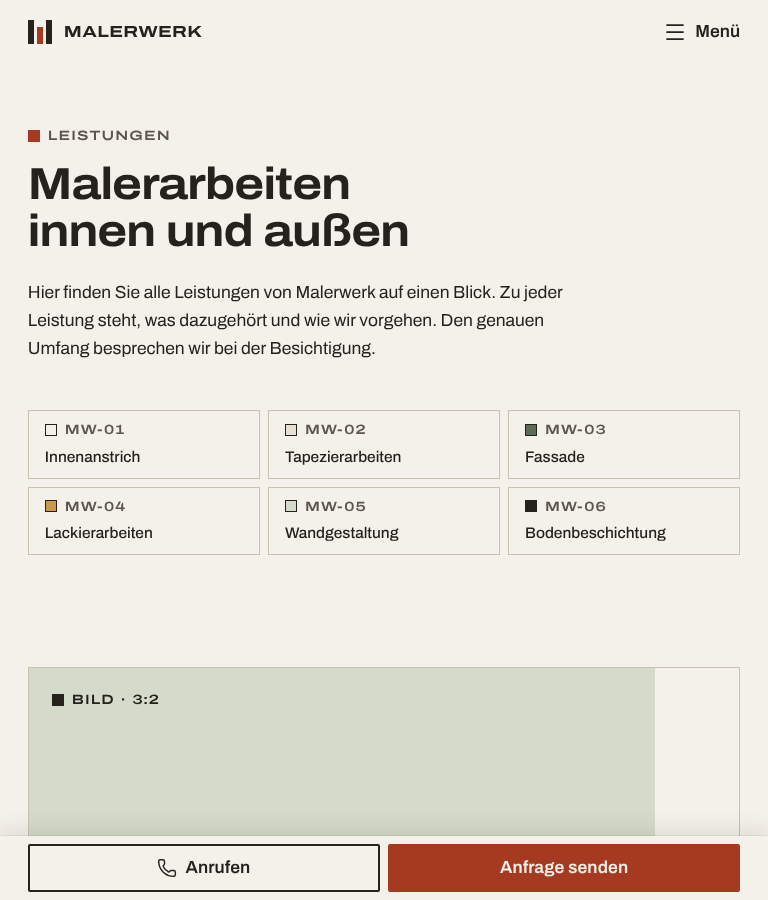 MALERWERK
Menü
LEISTUNGEN
Malerarbeiten
innen und außen
Hier finden Sie alle Leistungen von Malerwerk auf einen Blick. Zu jeder
Leistung steht, was dazugehört und wie wir vorgehen. Den genauen
Umfang besprechen wir bei der Besichtigung.
MW-01
Innenanstrich
MW-02
Tapezierarbeiten
MW-03
Fassade
MW-04
Lackierarbeiten
MW-05
Wandgestaltung
MW-06
Bodenbeschichtung
BILD · 3:2
Anrufen
Anfrage senden